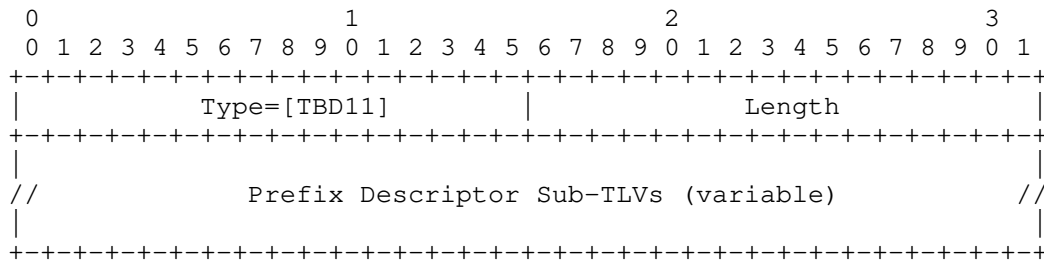 0                   1                   2                   3
 0 1 2 3 4 5 6 7 8 9 0 1 2 3 4 5 6 7 8 9 0 1 2 3 4 5 6 7 8 9 0 1
+-+-+-+-+-+-+-+-+-+-+-+-+-+-+-+-+-+-+-+-+-+-+-+-+-+-+-+-+-+-+-+-+
|           Type=[TBD11]        |             Length            |
+-+-+-+-+-+-+-+-+-+-+-+-+-+-+-+-+-+-+-+-+-+-+-+-+-+-+-+-+-+-+-+-+
|                                                               |
//             Prefix Descriptor Sub-TLVs (variable)           //
|                                                               |
+-+-+-+-+-+-+-+-+-+-+-+-+-+-+-+-+-+-+-+-+-+-+-+-+-+-+-+-+-+-+-+-+